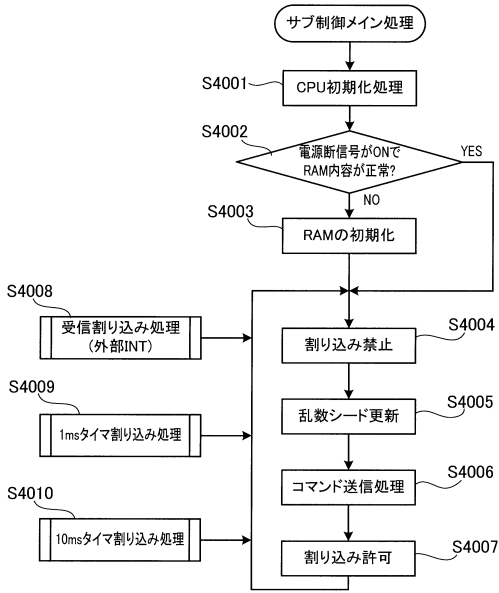 サブ制御メイン処理
S4001
CPU初期化処理
S4002
電源断信号がONで
RAM内容が正常?
YES
NO
S4003
RAMの初期化
S4008
受信割り込み処理
(外部INT)
S4004
割り込み禁止
S4009
1msタイマ割り込み処理
S4005
乱数シード更新
S4010
10msタイマ割り込み処理
S4006
コマンド送信処理
S4007
割り込み許可